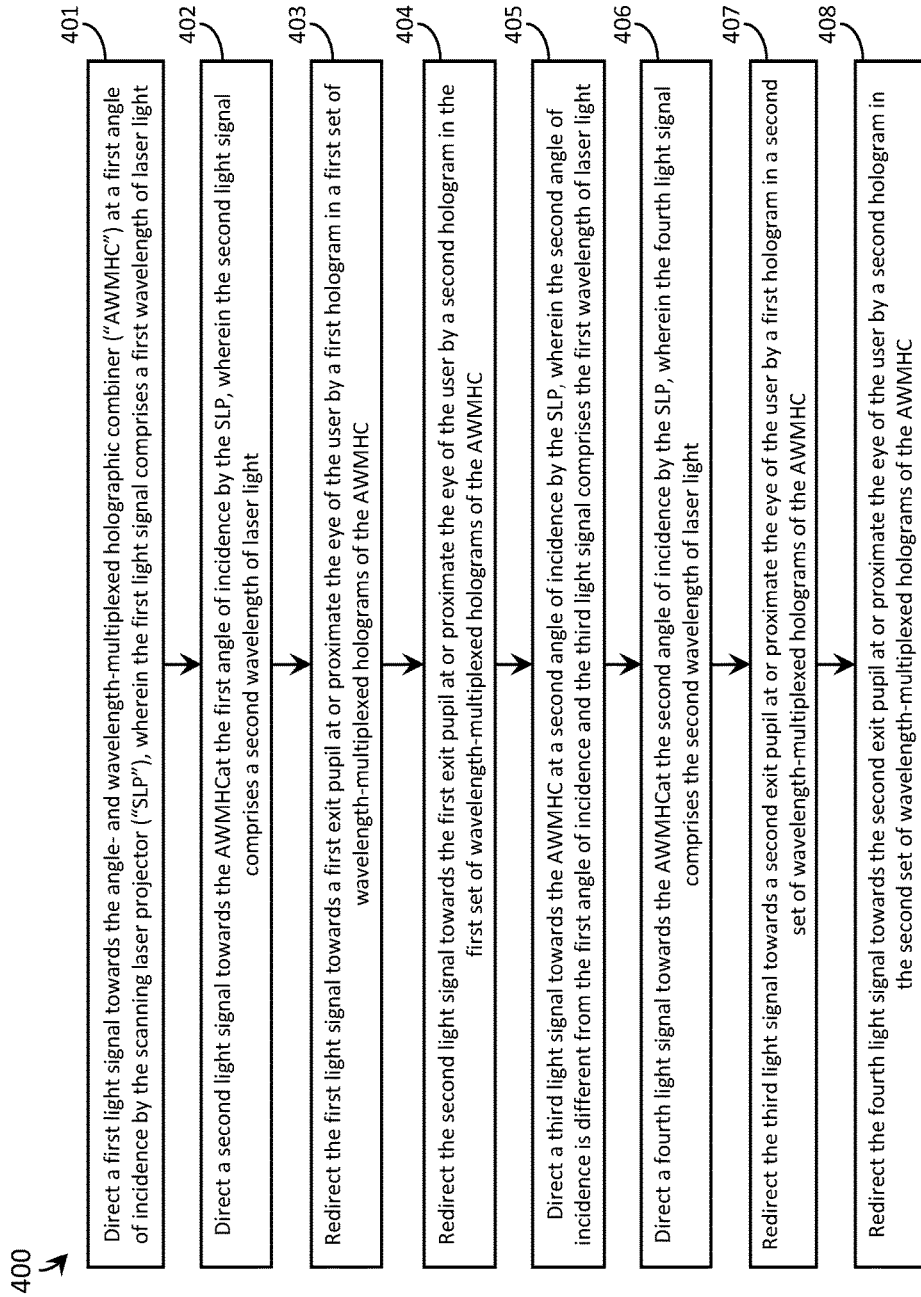 400
Direct a first light signal towards the angle- and wavelength-multiplexed holographic combiner (“AWMHC”) at a first angle
of incidence by the scanning laser projector (“SLP”), wherein the first light signal comprises a first wavelength of laser light
401
Direct a second light signal towards the AWMHCat the first angle of incidence by the SLP, wherein the second light signal
comprises a second wavelength of laser light
402
Redirect the first light signal towards a first exit pupil at or proximate the eye of the user by a first hologram in a first set of
wavelength-multiplexed holograms of the AWMHC
403
Redirect the second light signal towards the first exit pupil at or proximate the eye of the user by a second hologram in the
first set of wavelength-multiplexed holograms of the AWMHC
404
Direct a third light signal towards the AWMHC at a second angle of incidence by the SLP, wherein the second angle of
incidence is different from the first angle of incidence and the third light signal comprises the first wavelength of laser light
405
Direct a fourth light signal towards the AWMHCat the second angle of incidence by the SLP, wherein the fourth light signal
comprises the second wavelength of laser light
406
Redirect the third light signal towards a second exit pupil at or proximate the eye of the user by a first hologram in a second
set of wavelength-multiplexed holograms of the AWMHC
407
Redirect the fourth light signal towards the second exit pupil at or proximate the eye of the user by a second hologram in
the second set of wavelength-multiplexed holograms of the AWMHC
408